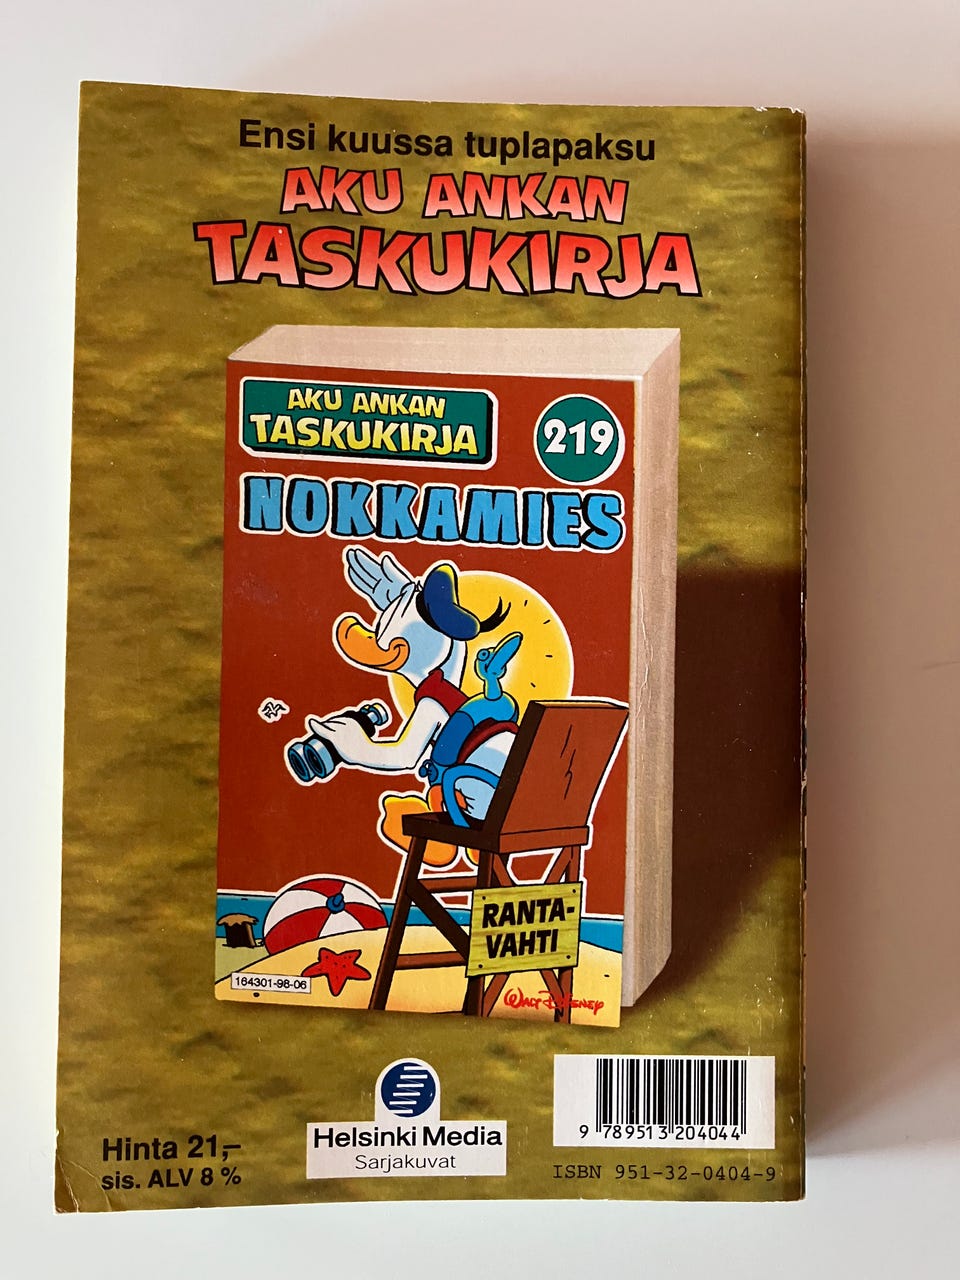 Ensi kuussa tuplapaksu
AKU ANKAN
TASKUKIRJA
AKU ANKAN
TASKUKIRJA
219
NOKKAMIES
RANTA-
VAHTI
164301-98-06
WALT DISNEY
Hinta 21,–
sis. ALV 8 %
Helsinki Media
Sarjakuvat
9 789513 204044
ISBN 951-32-0404-9